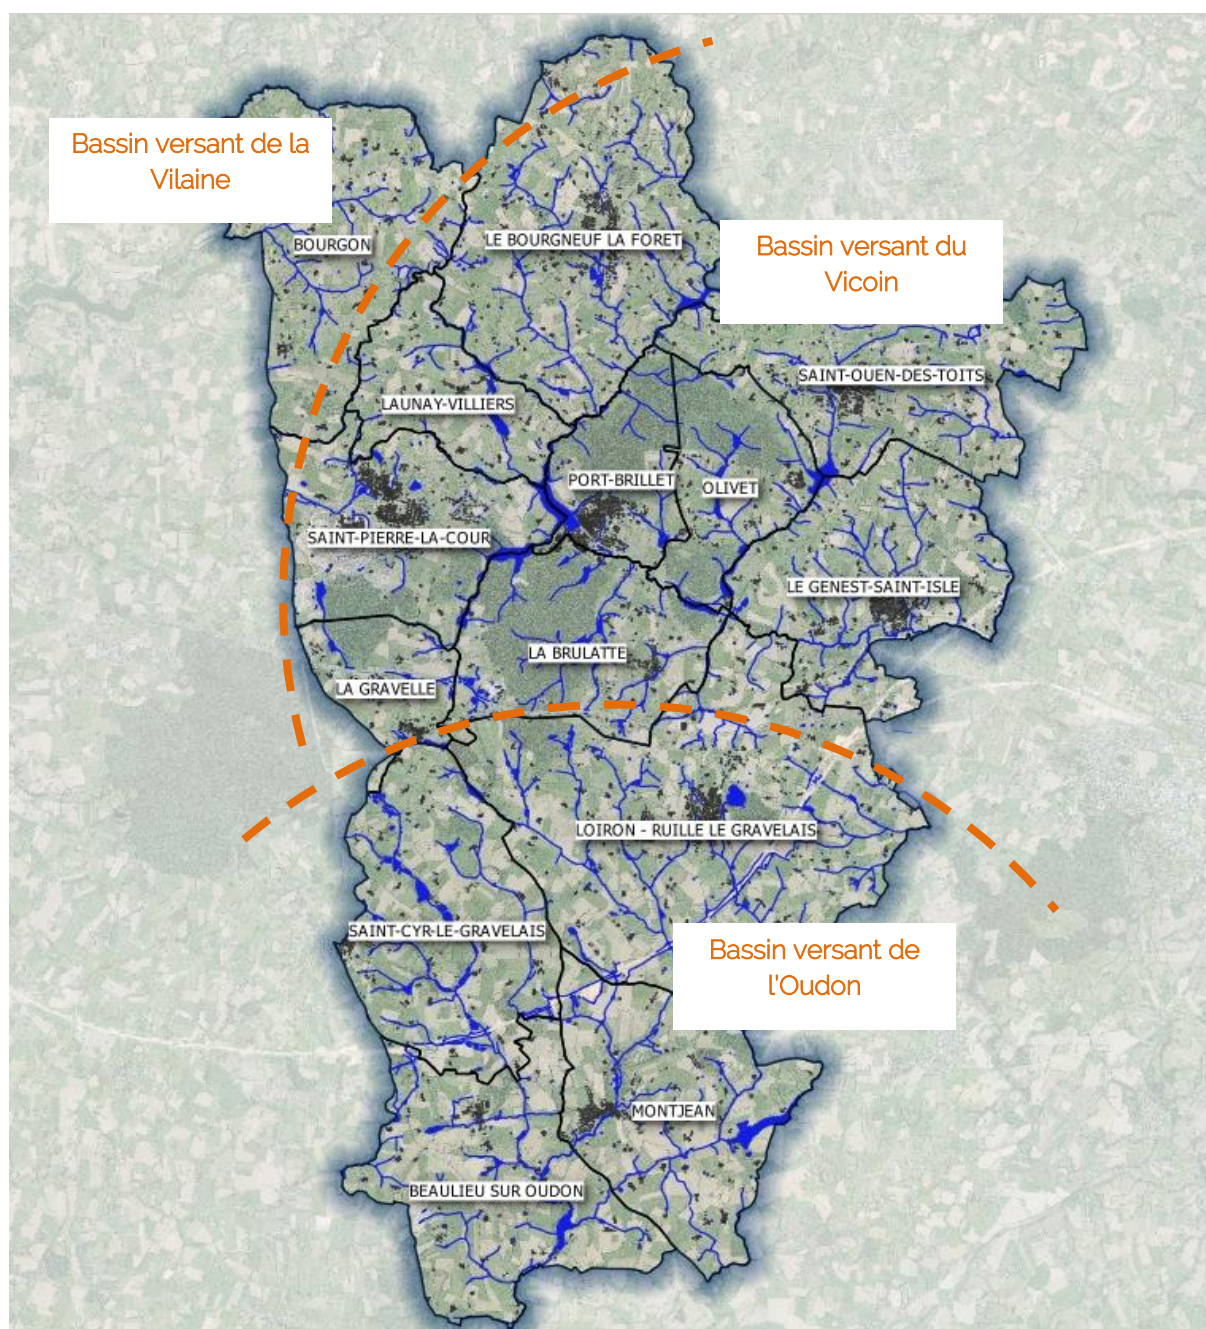 Bassin versant de la
Vilaine
BOURGON
LE BOURGNEUF LA FORET
Bassin versant du
Vicoin
SAINT-OUEN-DES-TOITS
LAUNAY-VILLIERS
PORT-BRILLET
OLIVET
SAINT-PIERRE-LA-COUR
LE GENEST-SAINT-ISLE
LA BRULATTE
LA GRAVELLE
LOIRON - RUILLE LE GRAVELAIS
SAINT-CYR-LE-GRAVELAIS
Bassin versant de
l'Oudon
MONTJEAN
BEAULIEU SUR OUDON